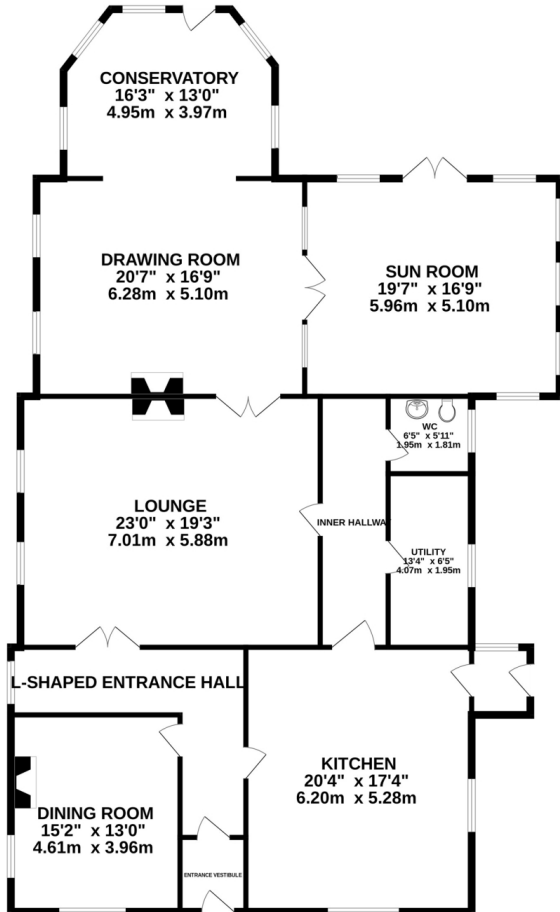 CONSERVATORY
16'3" x 13'0"
4.95m x 3.97m
DRAWING ROOM
20'7" x 16'9"
6.28m x 5.10m
SUN ROOM
19'7" x 16'9"
5.96m x 5.10m
WC
6'5" x 5'11"
1.95m x 1.81m
LOUNGE
23'0" x 19'3"
7.01m x 5.88m
INNER HALLWA
UTILITY
13'4" x 6'5"
4.07m x 1.95m
L-SHAPED ENTRANCE HALL
KITCHEN
20'4" x 17'4"
6.20m x 5.28m
DINING ROOM
15'2" x 13'0"
4.61m x 3.96m
ENTRANCE VESTIBULE